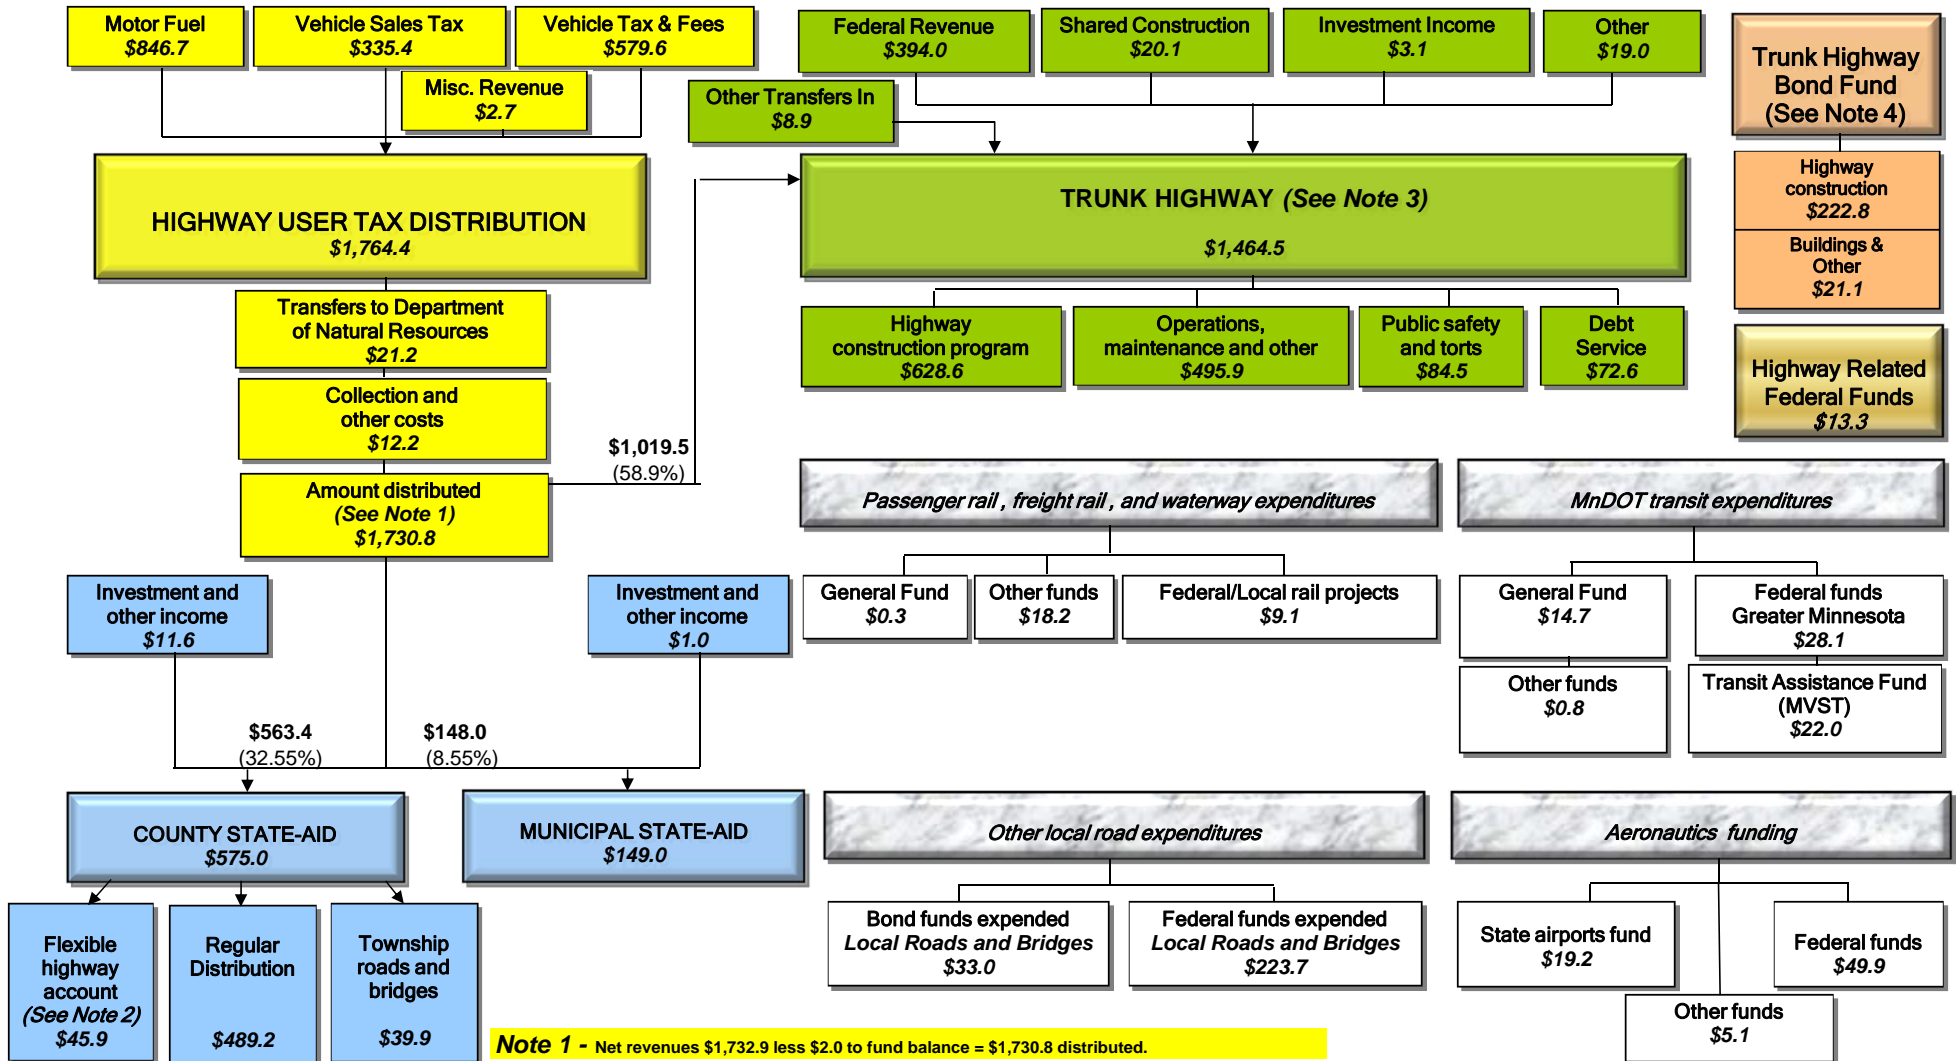 Motor Fuel
$846.7
Vehicle Sales Tax
$335.4
Vehicle Tax & Fees
$579.6
Misc. Revenue
$2.7
HIGHWAY USER TAX DISTRIBUTION
$1,764.4
Transfers to Department
of Natural Resources
$21.2
Collection and
other costs
$12.2
Amount distributed
(See Note 1)
$1,730.8
$1,019.5
(58.9%)
Federal Revenue
$394.0
Shared Construction
$20.1
Investment Income
$3.1
Other
$19.0
Other Transfers In
$8.9
TRUNK HIGHWAY (See Note 3)
$1,464.5
Highway
construction program
$628.6
Operations,
maintenance and other
$495.9
Public safety
and torts
$84.5
Debt
Service
$72.6
Trunk Highway
Bond Fund
(See Note 4)
Highway
construction
$222.8
Buildings &
Other
$21.1
Highway Related
Federal Funds
$13.3
Investment and
other income
$11.6
Investment and
other income
$1.0
$563.4
(32.55%)
$148.0
(8.55%)
COUNTY STATE-AID
$575.0
MUNICIPAL STATE-AID
$149.0
Flexible
highway
account
(See Note 2)
$45.9
Regular
Distribution
$489.2
Township
roads and
bridges
$39.9
Passenger rail , freight rail , and waterway expenditures
General Fund
$0.3
Other funds
$18.2
Federal/Local rail projects
$9.1
MnDOT transit expenditures
General Fund
$14.7
Federal funds
Greater Minnesota
$28.1
Other funds
$0.8
Transit Assistance Fund
(MVST)
$22.0
Other local road expenditures
Bond funds expended
Local Roads and Bridges
$33.0
Federal funds expended
Local Roads and Bridges
$223.7
Aeronautics funding
State airports fund
$19.2
Federal funds
$49.9
Other funds
$5.1
Note 1 - Net revenues $1,732.9 less $2.0 to fund balance = $1,730.8 distributed.